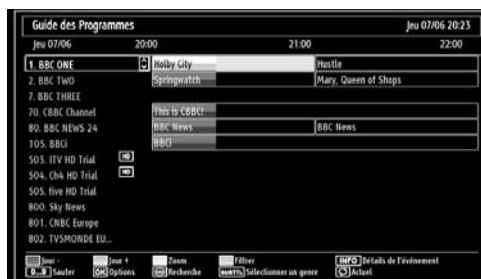 Guide des Programmes Jeu 07/06 20:23
Jeu 07/06 20:00 21:00 22:00
1. BBC ONE Holby City Hustle
2. BBC TWO Springwatch Mary, Queen of Shops
7. BBC THREE
70. CBBC Channel This is CBBC!
80. BBC NEWS 24 BBC News BBC News
105. BBCi BBCi
503. ITV HD Trial HD
504. Ch4 HD Trial HD
505. five HD Trial
800. Sky News
801. CNBC Europe
802. TV5MONDE EU...
Jour - Jour + Zoom Filtrer INFO Détails de l'événement
0...9 Sauter OK Options Recherche SUBTTL Sélectionner un genre Actuel